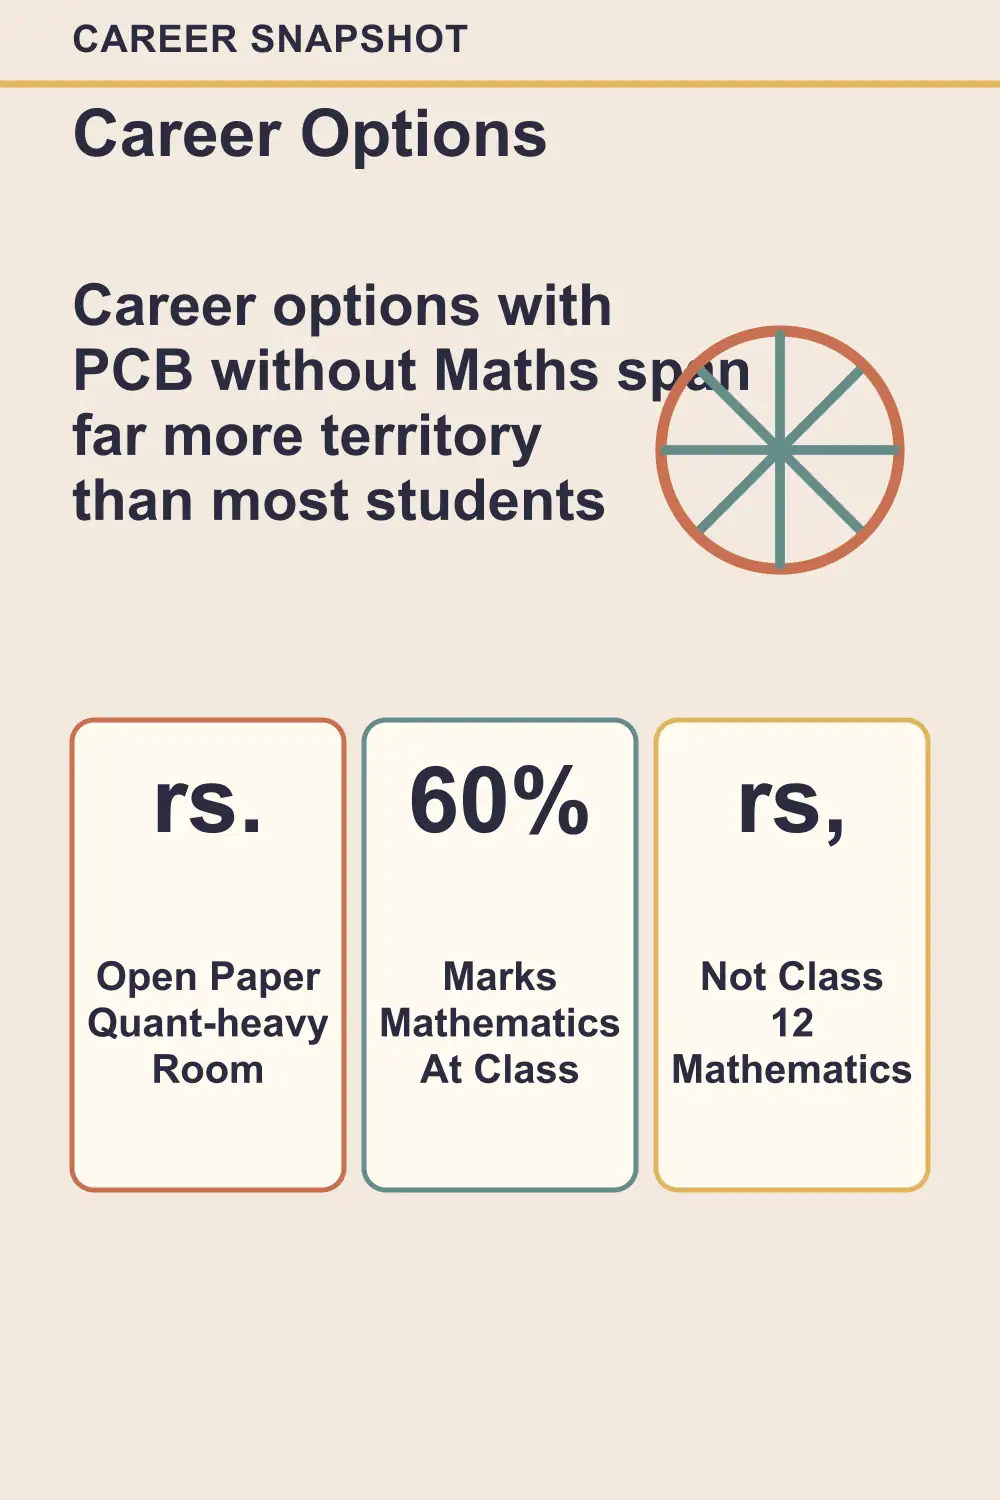 CAREER SNAPSHOT
Career Options
Career options with
PCB without Maths span
far more territory
than most students
rs.
Open Paper
Quant-heavy
Room
60%
Marks
Mathematics
At Class
rs,
Not Class
12
Mathematics